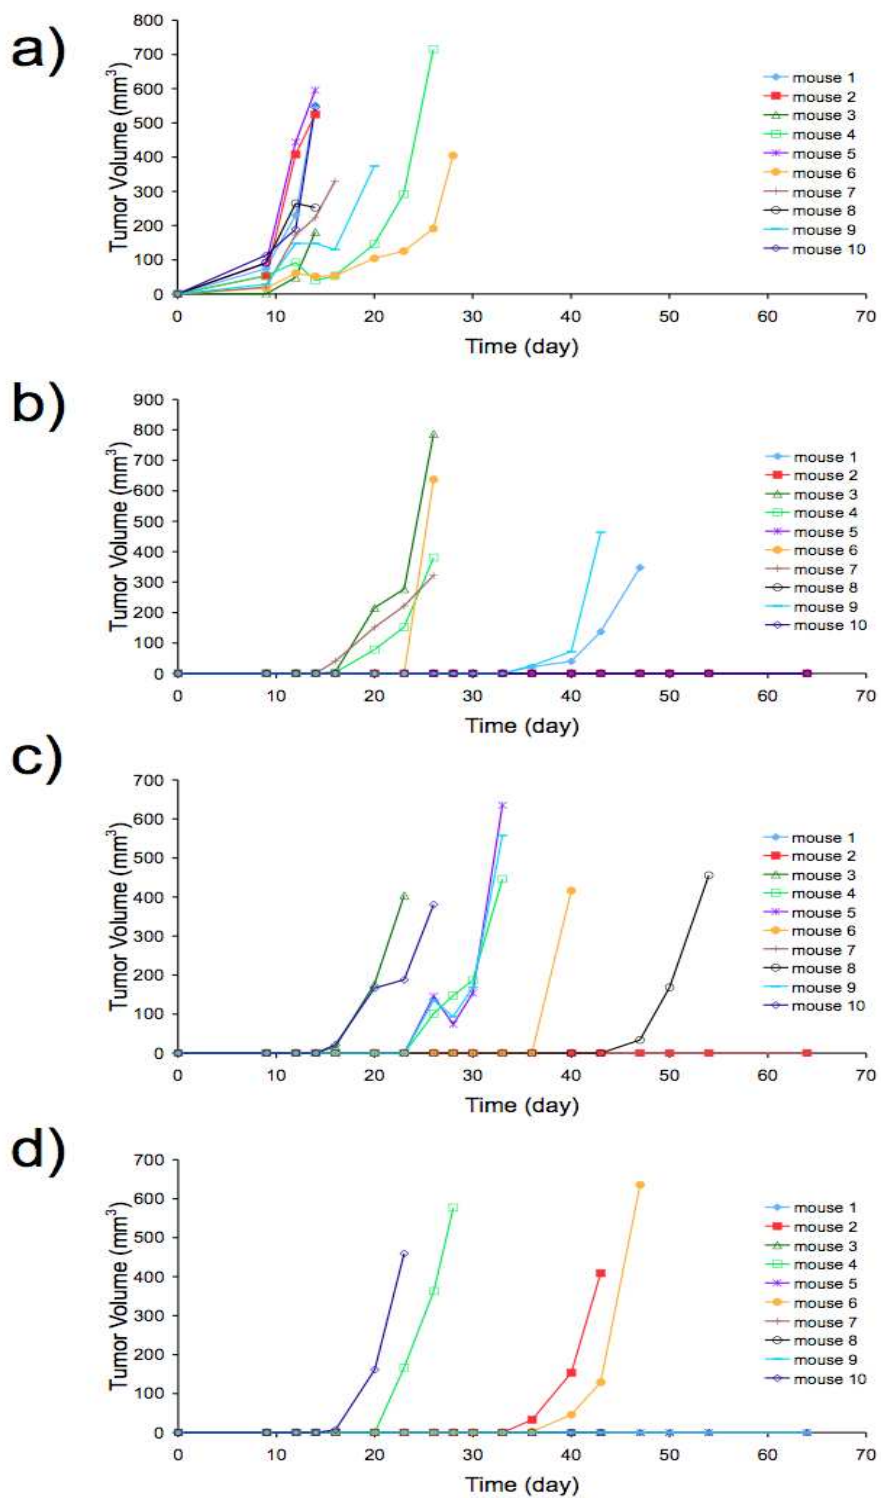 a)
Tumor Volume (mm³)
800
700
600
500
400
300
200
100
0
0 10 20 30 40 50 60 70
Time (day)
mouse 1
mouse 2
mouse 3
mouse 4
mouse 5
mouse 6
mouse 7
mouse 8
mouse 9
mouse 10
b)
Tumor Volume (mm³)
900
800
700
600
500
400
300
200
100
0
0 10 20 30 40 50 60 70
Time (day)
mouse 1
mouse 2
mouse 3
mouse 4
mouse 5
mouse 6
mouse 7
mouse 8
mouse 9
mouse 10
c)
Tumor Volume (mm³)
700
600
500
400
300
200
100
0
0 10 20 30 40 50 60 70
Time (day)
mouse 1
mouse 2
mouse 3
mouse 4
mouse 5
mouse 6
mouse 7
mouse 8
mouse 9
mouse 10
d)
Tumor Volume (mm³)
700
600
500
400
300
200
100
0
0 10 20 30 40 50 60 70
Time (day)
mouse 1
mouse 2
mouse 3
mouse 4
mouse 5
mouse 6
mouse 7
mouse 8
mouse 9
mouse 10